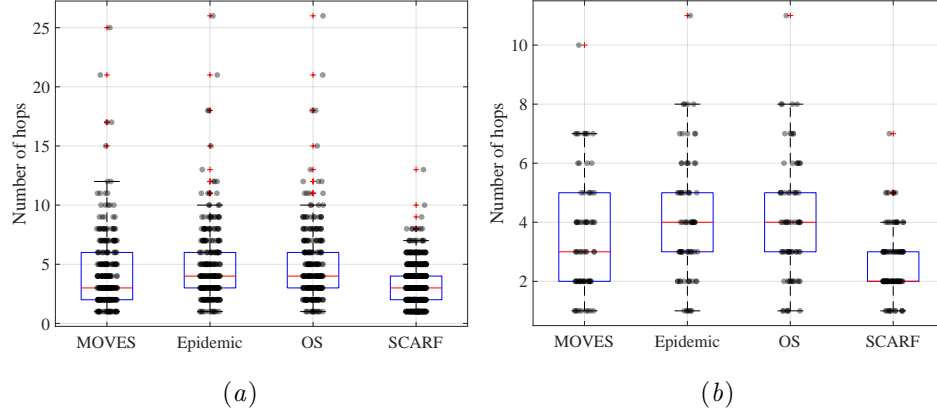 Number of hops
25
20
15
10
5
0
MOVES Epidemic OS SCARF
(a)
Number of hops
10
8
6
4
2
MOVES Epidemic OS SCARF
(b)